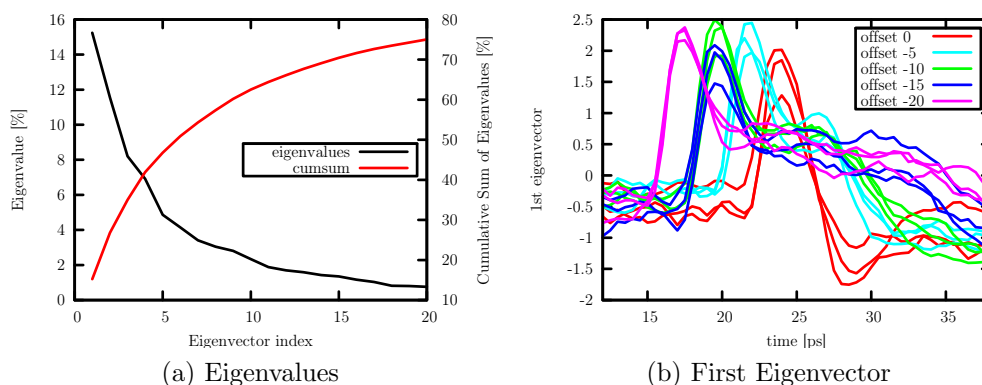 Eigenvalue [%]
16
14
12
10
8
6
4
2
0
0
5
10
15
20
Eigenvector index
80
70
60
50
40
30
20
10
Cumulative Sum of Eigenvalues [%]
eigenvalues
cumsum
(a) Eigenvalues
1st eigenvector
2.5
2
1.5
1
0.5
0
-0.5
-1
-1.5
-2
15
20
25
30
35
time [ps]
offset 0
offset -5
offset -10
offset -15
offset -20
(b) First Eigenvector